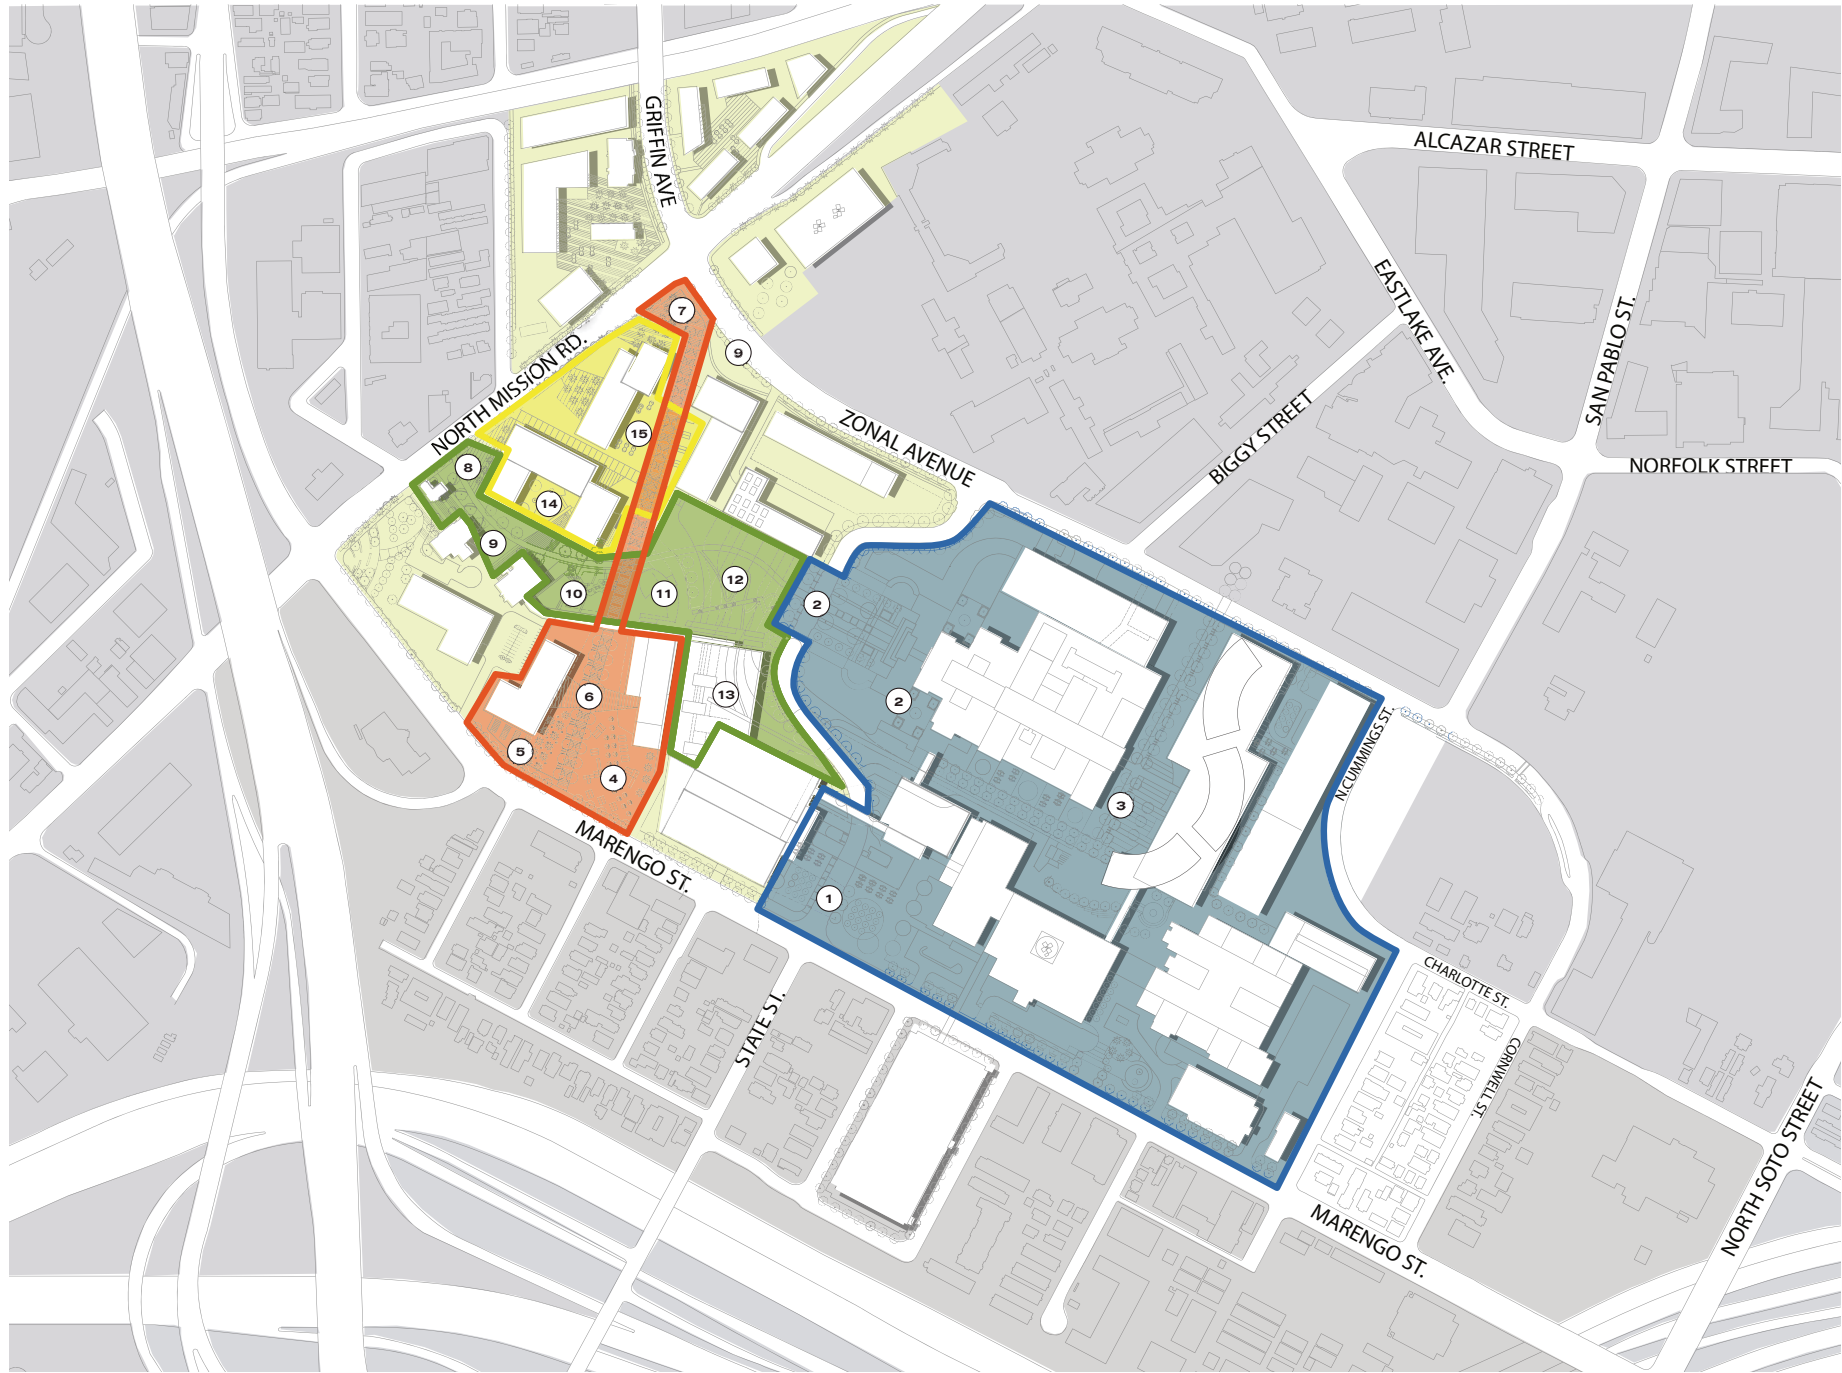 GRIFFIN AVE
ALCAZAR STREET
EASTLAKE AVE.
SAN PABLO ST.
7
9
NORTH MISSION RD.
ZONAL AVENUE
BIGGY STREET
15
8
NORFOLK STREET
14
9
12
10
11
2
6
13
2
5
4
3
N.CUMMINGS ST.
MARENGO ST.
1
CHARLOTTE ST.
STATE ST.
CORNWELL ST.
NORTH SOTO STREET
MARENGO ST.